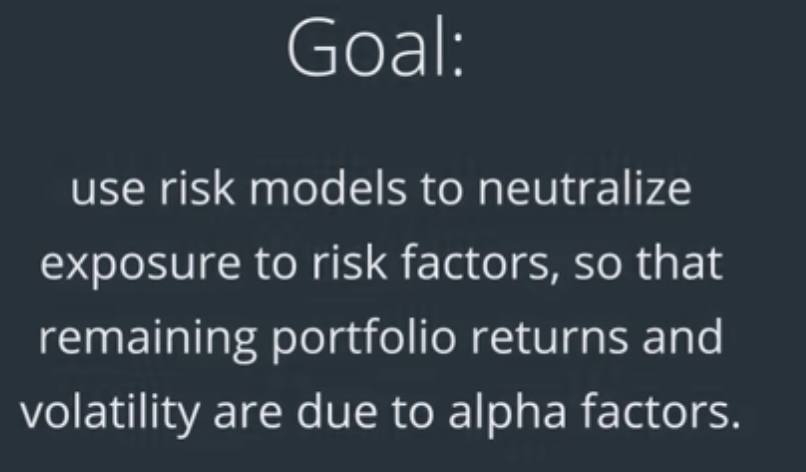 Goal:
use risk models to neutralize
exposure to risk factors, so that
remaining portfolio returns and
volatility are due to alpha factors.